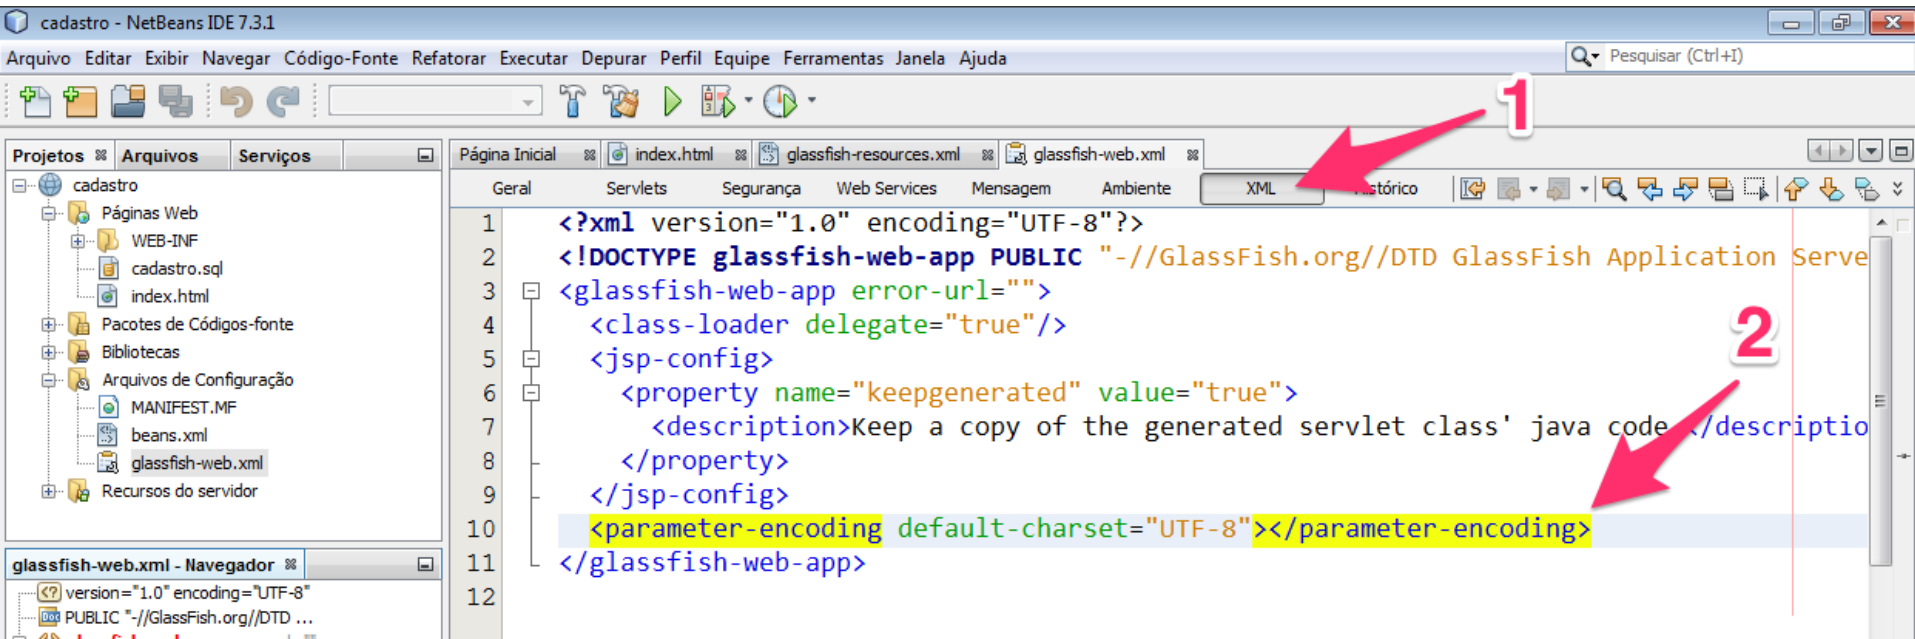 cadastro - NetBeans IDE 7.3.1
Arquivo Editar Exibir Navegar Código-Fonte Refatorar Executar Depurar Perfil Equipe Ferramentas Janela Ajuda
Pesquisar (Ctrl+I)
1
Projetos Arquivos Serviços
cadastro
Páginas Web
WEB-INF
cadastro.sql
index.html
Pacotes de Códigos-fonte
Bibliotecas
Arquivos de Configuração
MANIFEST.MF
beans.xml
glassfish-web.xml
Recursos do servidor
glassfish-web.xml - Navegador
version="1.0" encoding="UTF-8"
PUBLIC "-//GlassFish.org//DTD ...
Página Inicial index.html glassfish-resources.xml glassfish-web.xml
Geral Servlets Segurança Web Services Mensagem Ambiente XML
1 <?xml version="1.0" encoding="UTF-8"?>
2 <!DOCTYPE glassfish-web-app PUBLIC "-//GlassFish.org//DTD GlassFish Application Serve
3 <glassfish-web-app error-url="">
4 <class-loader delegate="true"/>
5 <jsp-config>
6 <property name="keepgenerated" value="true">
7 <description>Keep a copy of the generated servlet class' java code /descriptio
8 </property>
9 </jsp-config>
10 <parameter-encoding default-charset="UTF-8"></parameter-encoding>
11 </glassfish-web-app>
12
2